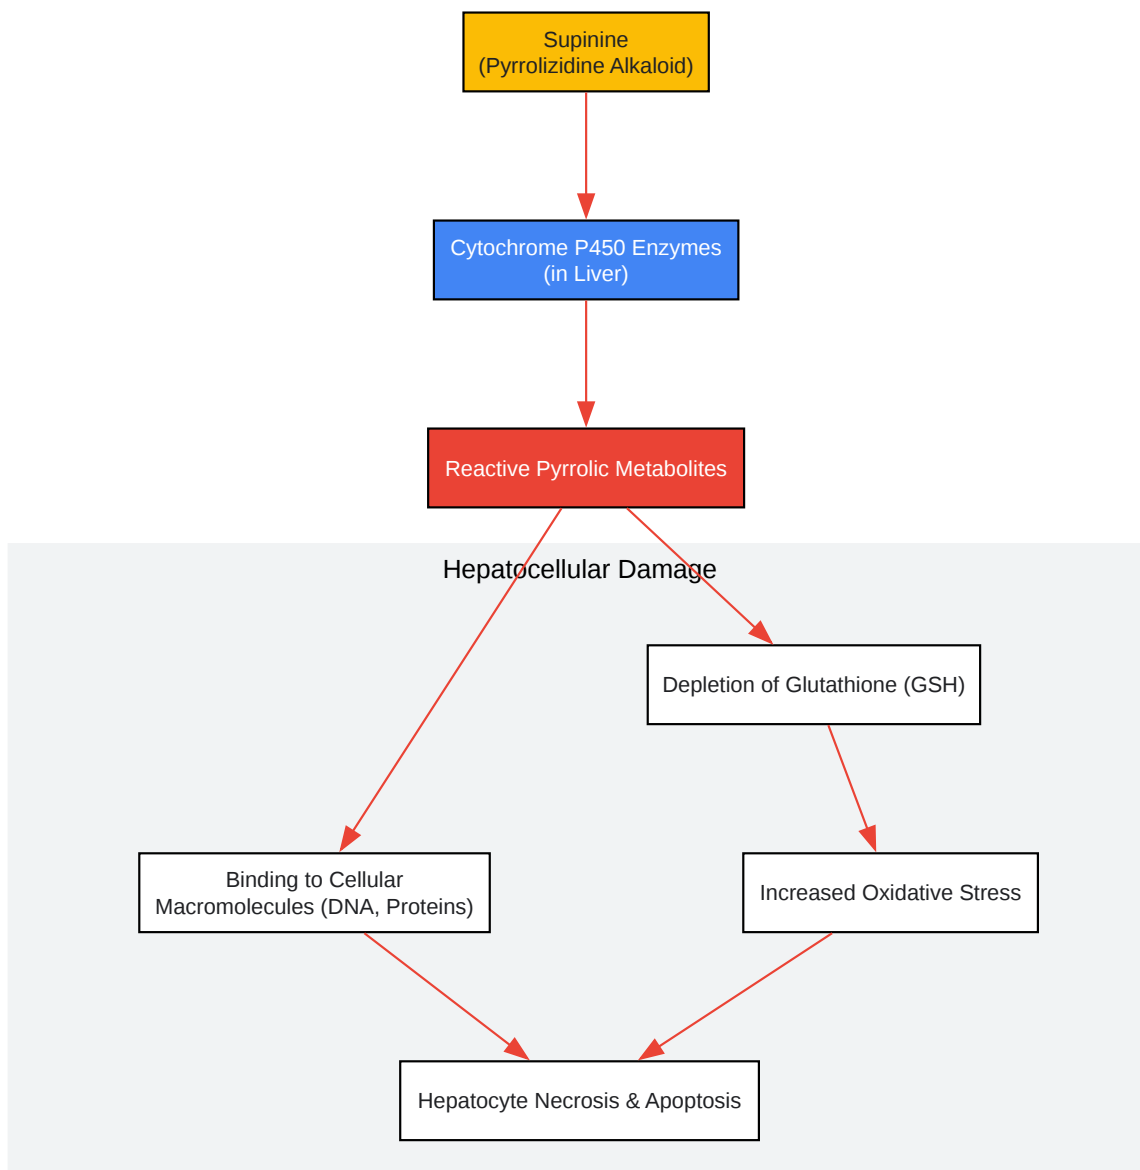 Supinine
(Pyrrolizidine Alkaloid)
Cytochrome P450 Enzymes
(in Liver)
Reactive Pyrrolic Metabolites
Hepatocellular Damage
Depletion of Glutathione (GSH)
Binding to Cellular
Macromolecules (DNA, Proteins)
Increased Oxidative Stress
Hepatocyte Necrosis & Apoptosis